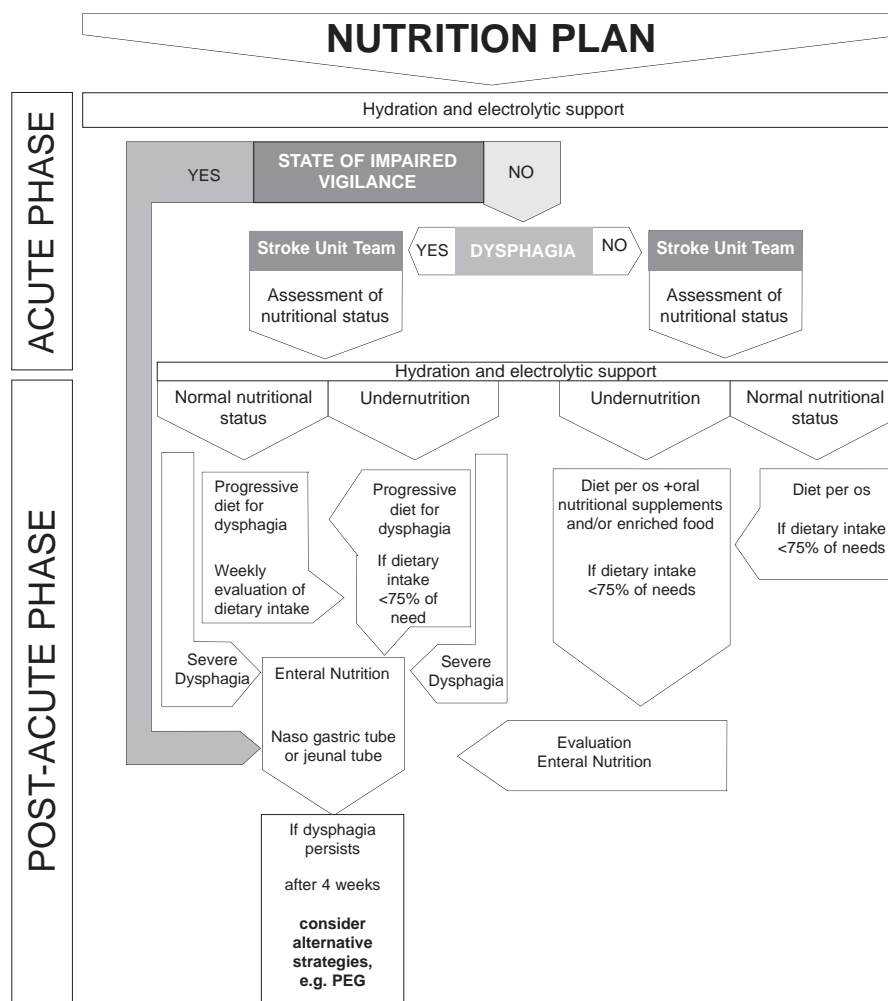 NUTRITION PLAN
ACUTE PHASE
Hydration and electrolytic support
YES
STATE OF IMPAIRED
VIGILANCE
NO
Stroke Unit Team
YES
DYSPHAGIA
NO
Stroke Unit Team
Assessment of
nutritional status
Assessment of
nutritional status
POST-ACUTE PHASE
Hydration and electrolytic support
Normal nutritional
status
Undernutrition
Undernutrition
Normal nutritional
status
Progressive
diet for
dysphagia
Weekly
evaluation of
dietary intake
Progressive
diet for
dysphagia
If dietary
intake
<75% of
need
Diet per os +oral
nutritional supplements
and/or enriched food
If dietary intake
<75% of needs
Diet per os
If dietary intake
<75% of needs
Severe
Dysphagia
Enteral Nutrition
Naso gastric tube
or jeunal tube
Severe
Dysphagia
Evaluation
Enteral Nutrition
If dysphagia
persists
after 4 weeks
consider
alternative
strategies,
e.g. PEG